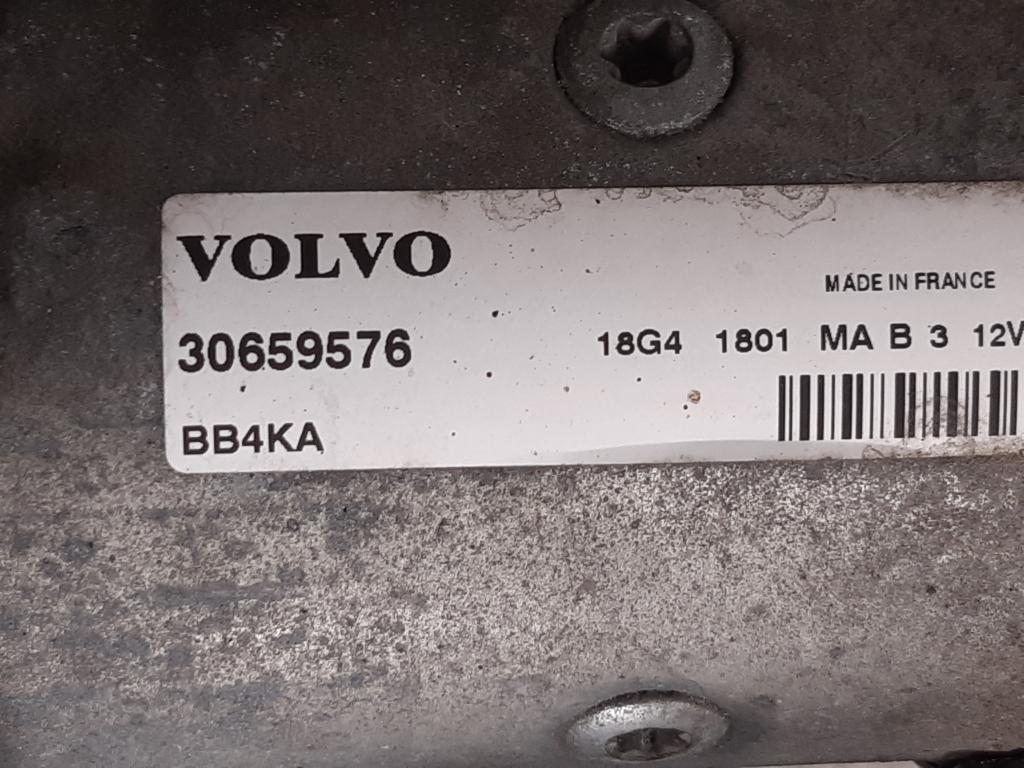 VOLVO
MADE IN FRANCE
30659576 18G4 1801 MA B 3 12V
BB4KA